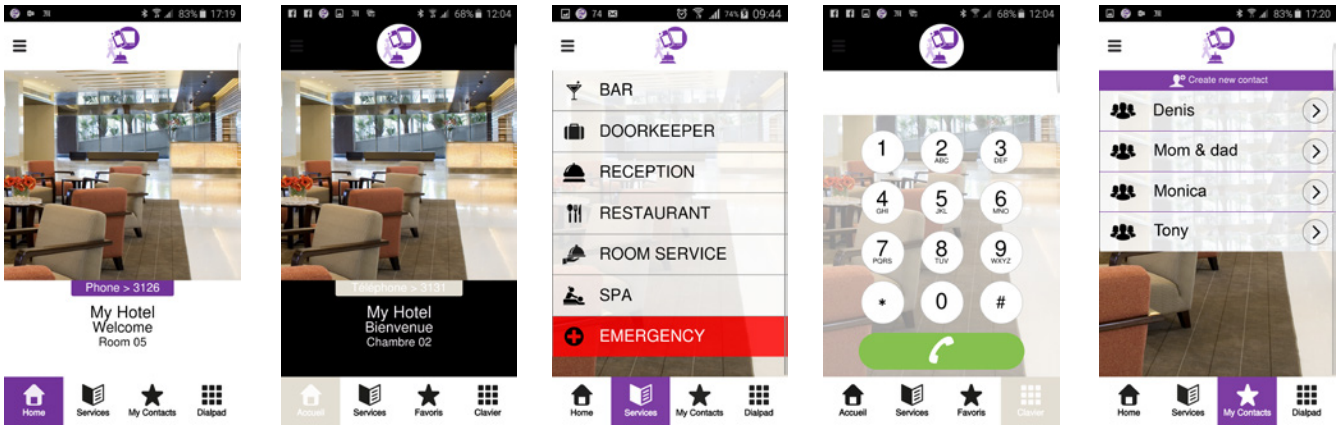 83% 17:19
Phone > 3126
My Hotel
Welcome
Room 05
Home Services My Contacts Dialpad
68% 12:04
Téléphone > 3131
My Hotel
Bienvenue
Chambre 02
Accueil Services Favoris Clavier
74 74% 09:44
BAR
DOORKEEPER
RECEPTION
RESTAURANT
ROOM SERVICE
SPA
EMERGENCY
Home Services My Contacts Dialpad
68% 12:04
1 2 3
ABC DEF
4 5 6
GHI JKL MNO
7 8 9
PQRS TUV WXYZ
* 0 #
Accueil Services Favoris Clavier
83% 17:20
Create new contact
Denis
Mom & dad
Monica
Tony
Home Services My Contacts Dialpad